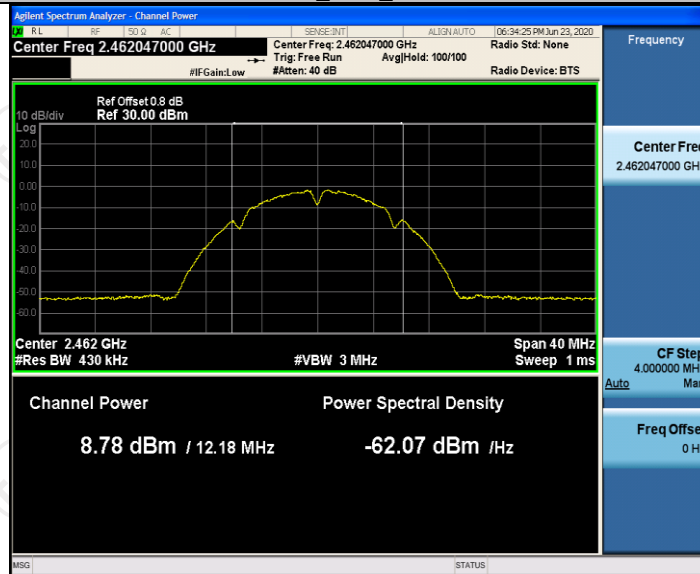 Agilent Spectrum Analyzer - Channel Power
RL RF 50 Ω AC SENSE:INT ALIGN AUTO 06:34:25 PM Jun 23, 2020
Center Freq 2.462047000 GHz
Center Freq: 2.462047000 GHz
Radio Std: None
Trig: Free Run Avg|Hold: 100/100
#IFGain:Low #Atten: 40 dB Radio Device: BTS
Frequency
Ref Offset 0.8 dB
10 dB/div Ref 30.00 dBm
Log
20.0
10.0
0.00
-10.0
-20.0
-30.0
-40.0
-50.0
-60.0
Center 2.462 GHz Span 40 MHz
#Res BW 430 kHz #VBW 3 MHz Sweep 1 ms
Channel Power Power Spectral Density
8.78 dBm / 12.18 MHz -62.07 dBm /Hz
Center Fre
2.462047000 GH
CF Step
4.000000 MH
Auto Ma
Freq Offse
0 H
MSG STATUS